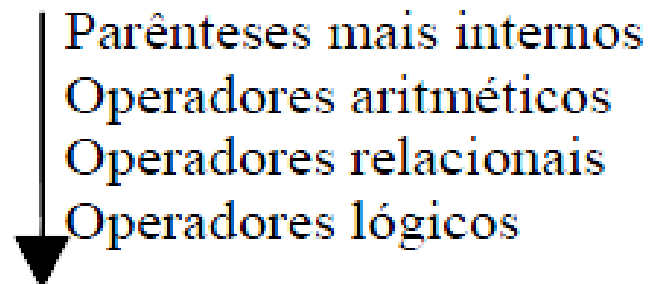 Parênteses mais internos
Operadores aritméticos
Operadores relacionais
Operadores lógicos